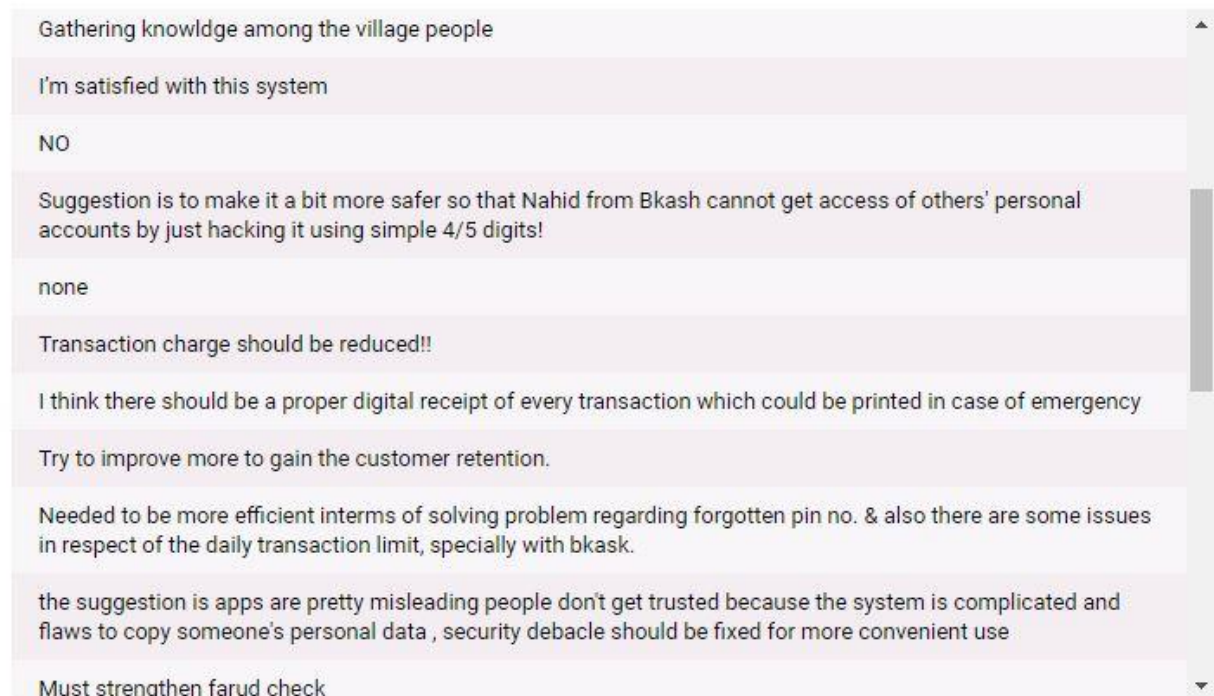 Gathering knowldge among the village people
I'm satisfied with this system
NO
Suggestion is to make it a bit more safer so that Nahid from Bkash cannot get access of others' personal
accounts by just hacking it using simple 4/5 digits!
none
Transaction charge should be reduced!!
I think there should be a proper digital receipt of every transaction which could be printed in case of emergency
Try to improve more to gain the customer retention.
Needed to be more efficient interms of solving problem regarding forgotten pin no. & also there are some issues
in respect of the daily transaction limit, specially with bkask.
the suggestion is apps are pretty misleading people don't get trusted because the system is complicated and
flaws to copy someone's personal data , security debacle should be fixed for more convenient use
Must strengthen farud check